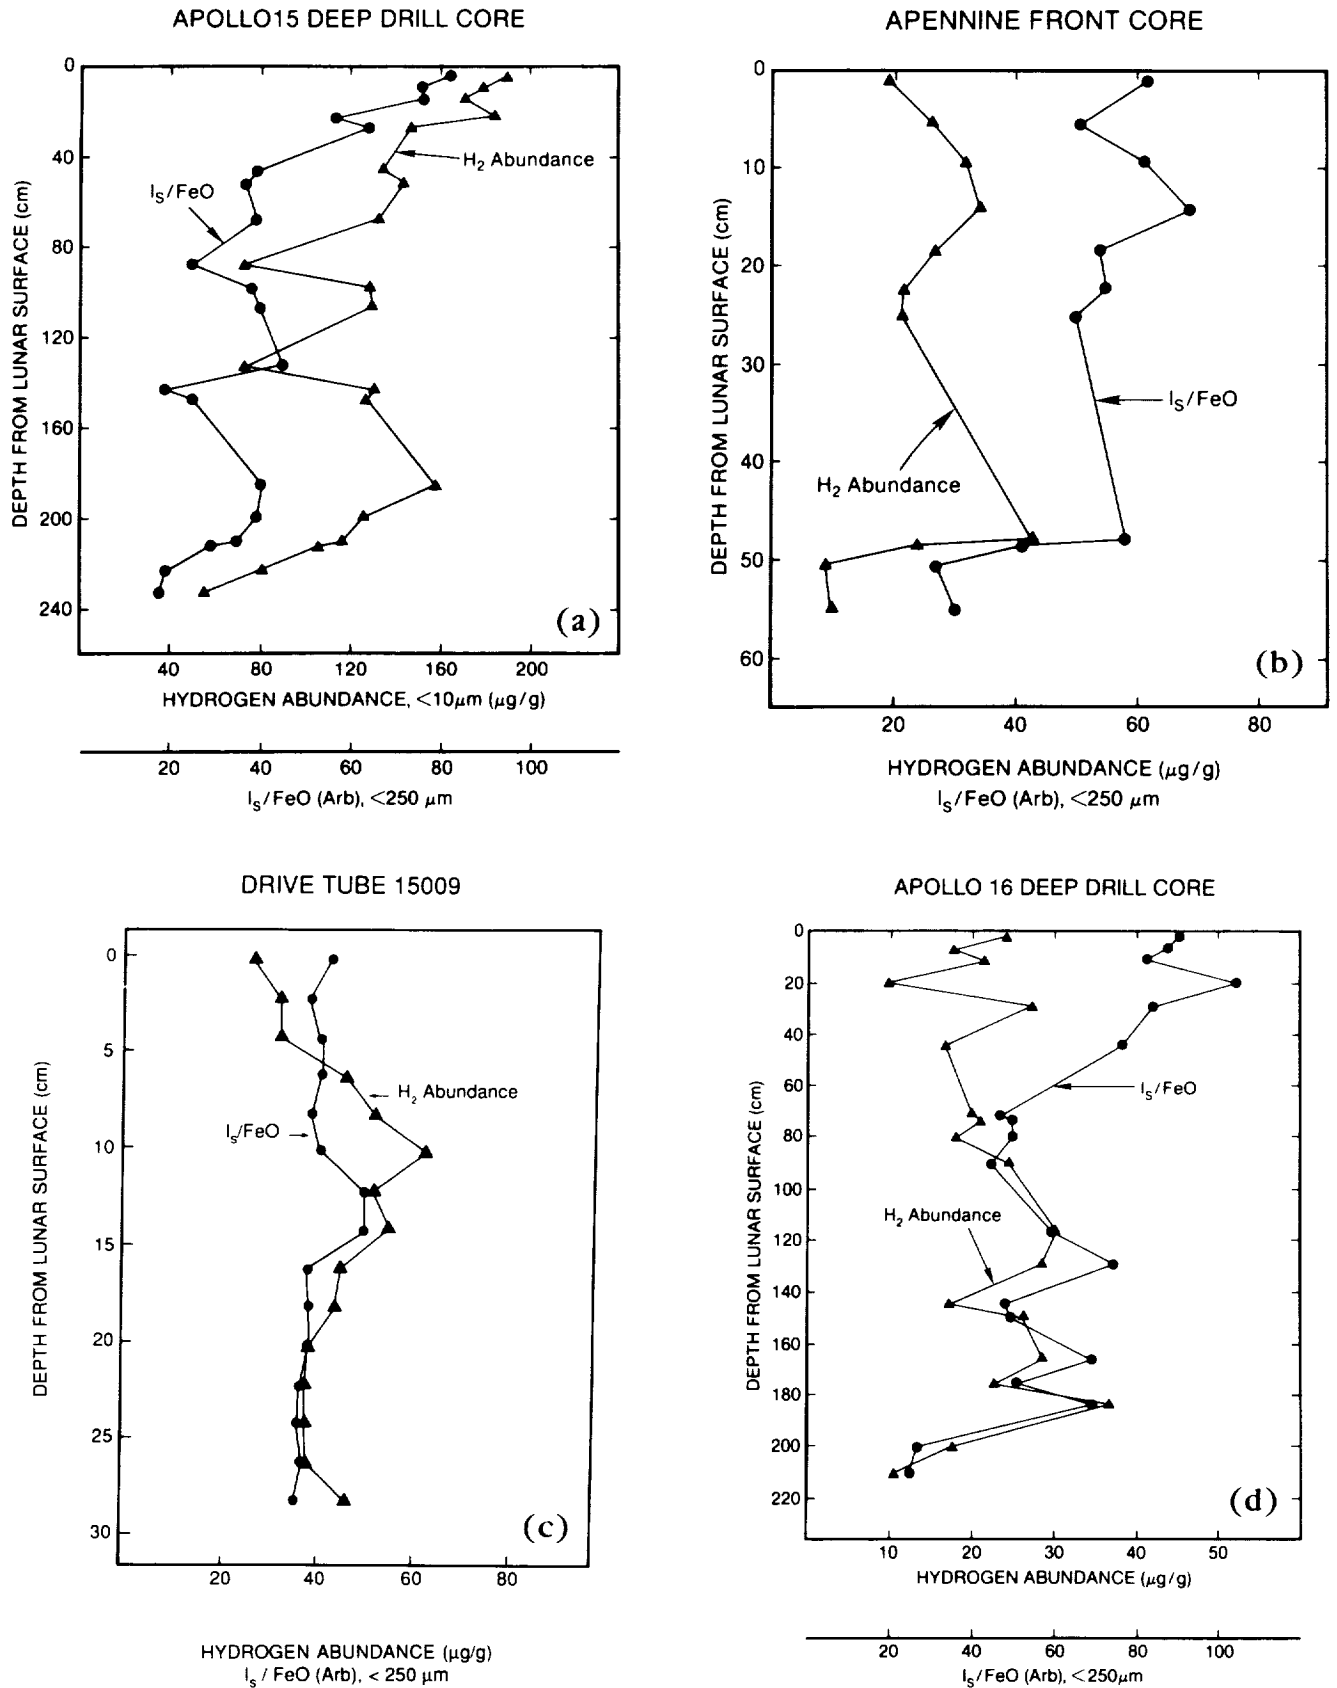 APOLLO15 DEEP DRILL CORE
0
40
80
120
160
200
240
DEPTH FROM LUNAR SURFACE (cm)
H2 Abundance
IS/FeO
(a)
40 80 120 160 200
HYDROGEN ABUNDANCE, <10μm (μg/g)
20 40 60 80 100
IS/FeO (Arb), <250 μm
APENNINE FRONT CORE
0
10
20
30
40
50
60
DEPTH FROM LUNAR SURFACE (cm)
IS/FeO
H2 Abundance
(b)
20 40 60 80
HYDROGEN ABUNDANCE (μg/g)
IS/FeO (Arb), <250 μm
DRIVE TUBE 15009
0
5
10
15
20
25
30
DEPTH FROM LUNAR SURFACE (cm)
H2 Abundance
IS/FeO
(c)
20 40 60 80
HYDROGEN ABUNDANCE (μg/g)
IS / FeO (Arb), < 250 μm
APOLLO 16 DEEP DRILL CORE
0
20
40
60
80
100
120
140
160
180
200
220
DEPTH FROM LUNAR SURFACE (cm)
IS/FeO
H2 Abundance
(d)
10 20 30 40 50
HYDROGEN ABUNDANCE (μg/g)
20 40 60 80 100
IS/FeO (Arb), <250μm